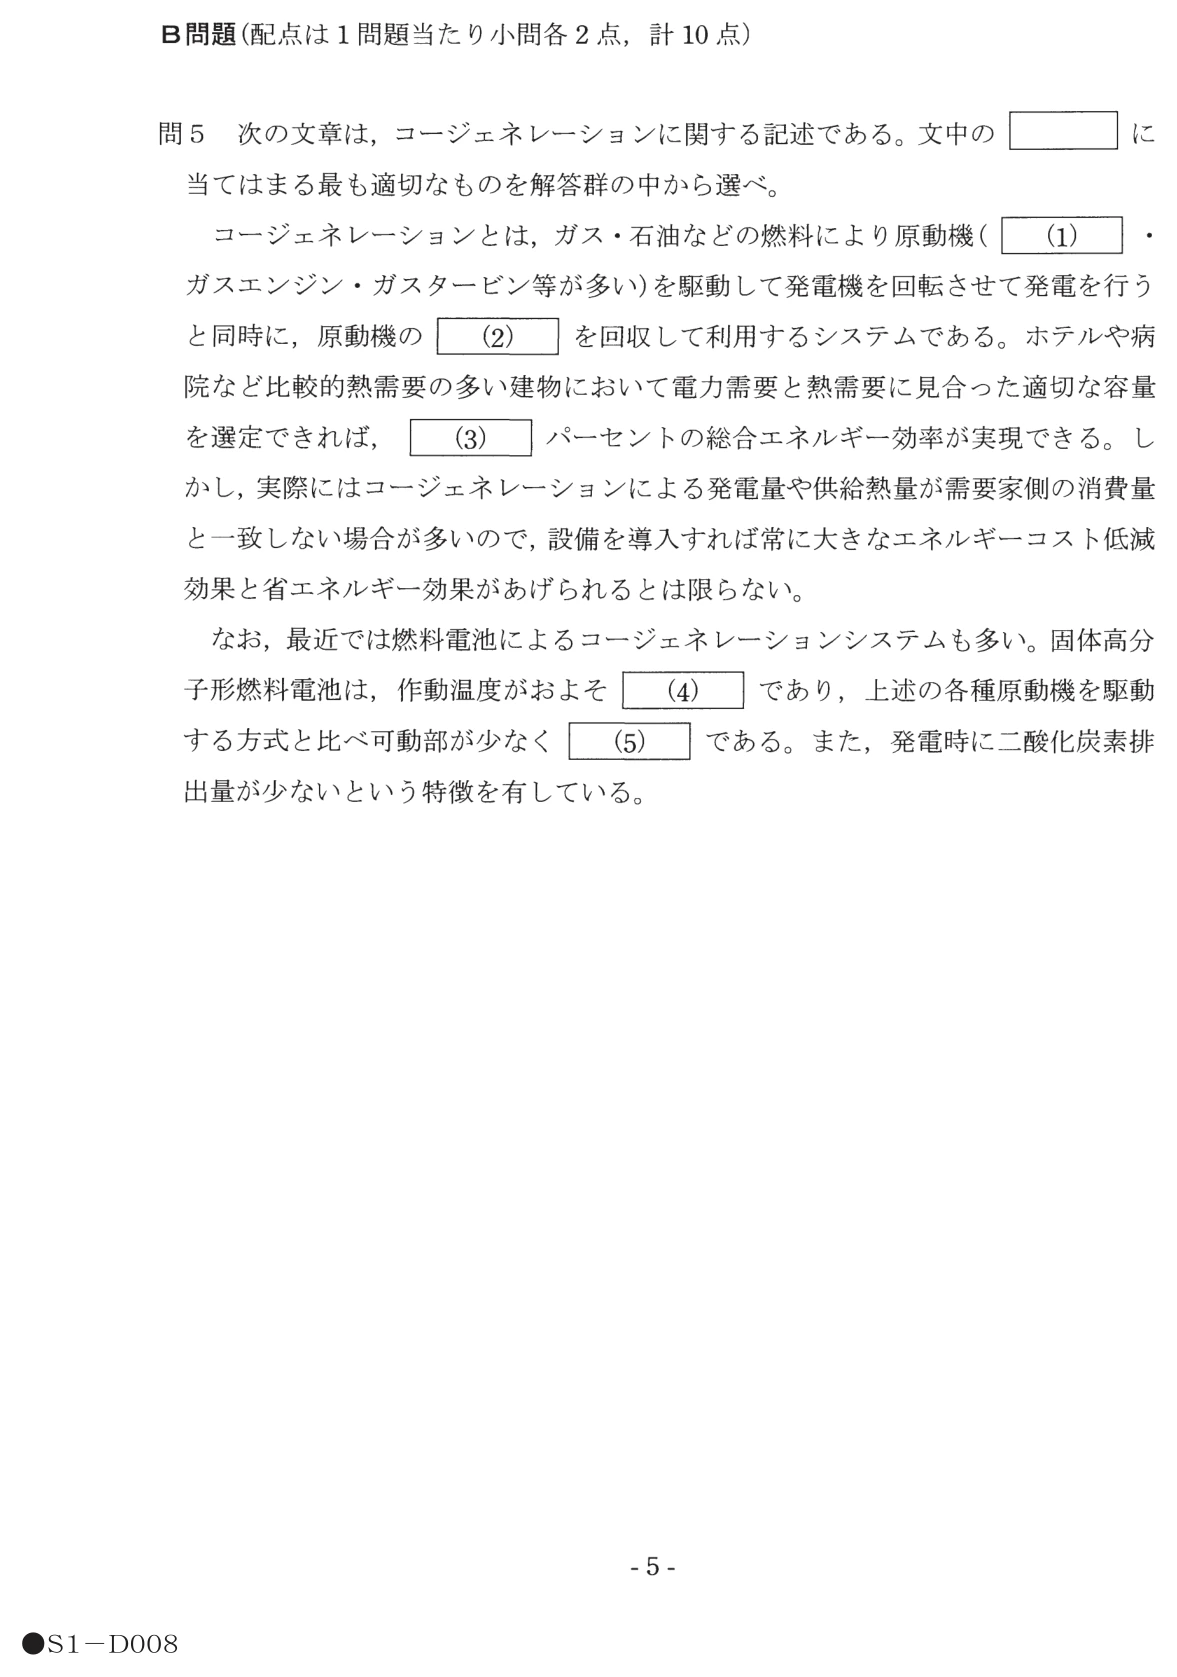 B問題(配点は1問題当たり小問各2点，計10点)
問5　次の文章は，コージェネレーションに関する記述である。文中の　　　に
当てはまる最も適切なものを解答群の中から選べ。
コージェネレーションとは，ガス・石油などの燃料により原動機( (1) ・
ガスエンジン・ガスタービン等が多い)を駆動して発電機を回転させて発電を行う
と同時に，原動機の (2) を回収して利用するシステムである。ホテルや病
院など比較的熱需要の多い建物において電力需要と熱需要に見合った適切な容量
を選定できれば， (3) パーセントの総合エネルギー効率が実現できる。し
かし，実際にはコージェネレーションによる発電量や供給熱量が需要家側の消費量
と一致しない場合が多いので，設備を導入すれば常に大きなエネルギーコスト低減
効果と省エネルギー効果があげられるとは限らない。
なお，最近では燃料電池によるコージェネレーションシステムも多い。固体高分
子形燃料電池は，作動温度がおよそ (4) であり，上述の各種原動機を駆動
する方式と比べ可動部が少なく (5) である。また，発電時に二酸化炭素排
出量が少ないという特徴を有している。
- 5 -
●S1－D008